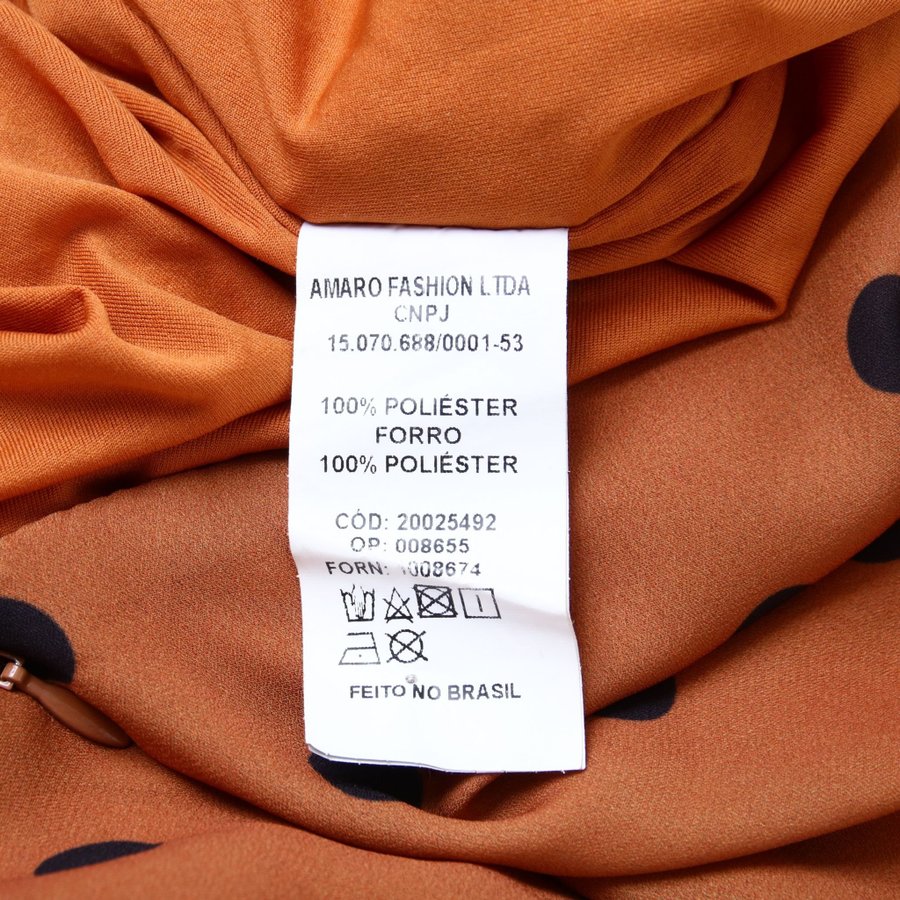 AMARO FASHION LTDA
CNPJ
15.070.688/0001-53
100% POLIÉSTER
FORRO
100% POLIÉSTER
CÓD: 20025492
OP: 008655
FORN: 1008674
FEITO NO BRASIL